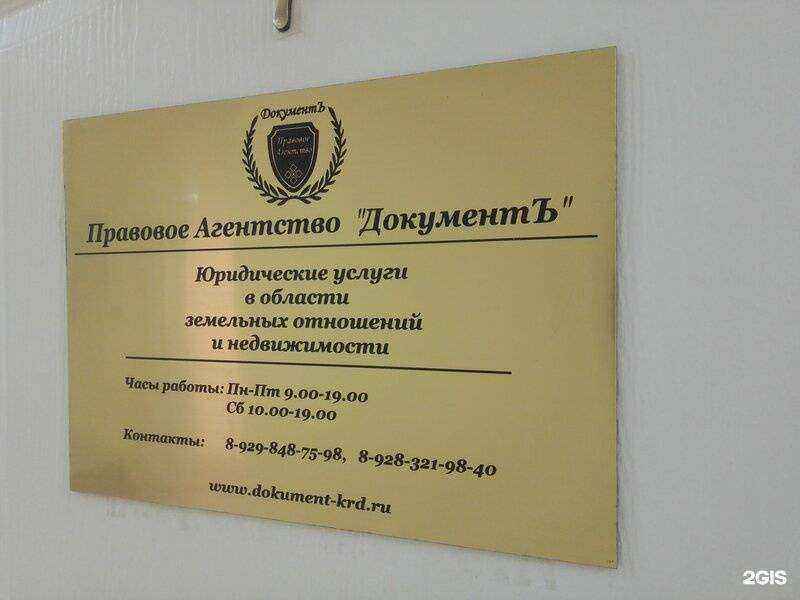 ДокументЪ
Правовое
Агентство
Правовое Агентство "ДокументЪ"
Юридические услуги
в области
земельных отношений
и недвижимости
Часы работы: Пн-Пт 9.00-19.00
Сб 10.00-19.00
Контакты: 8-929-848-75-98, 8-928-321-98-40
www.dokument-krd.ru
2GIS